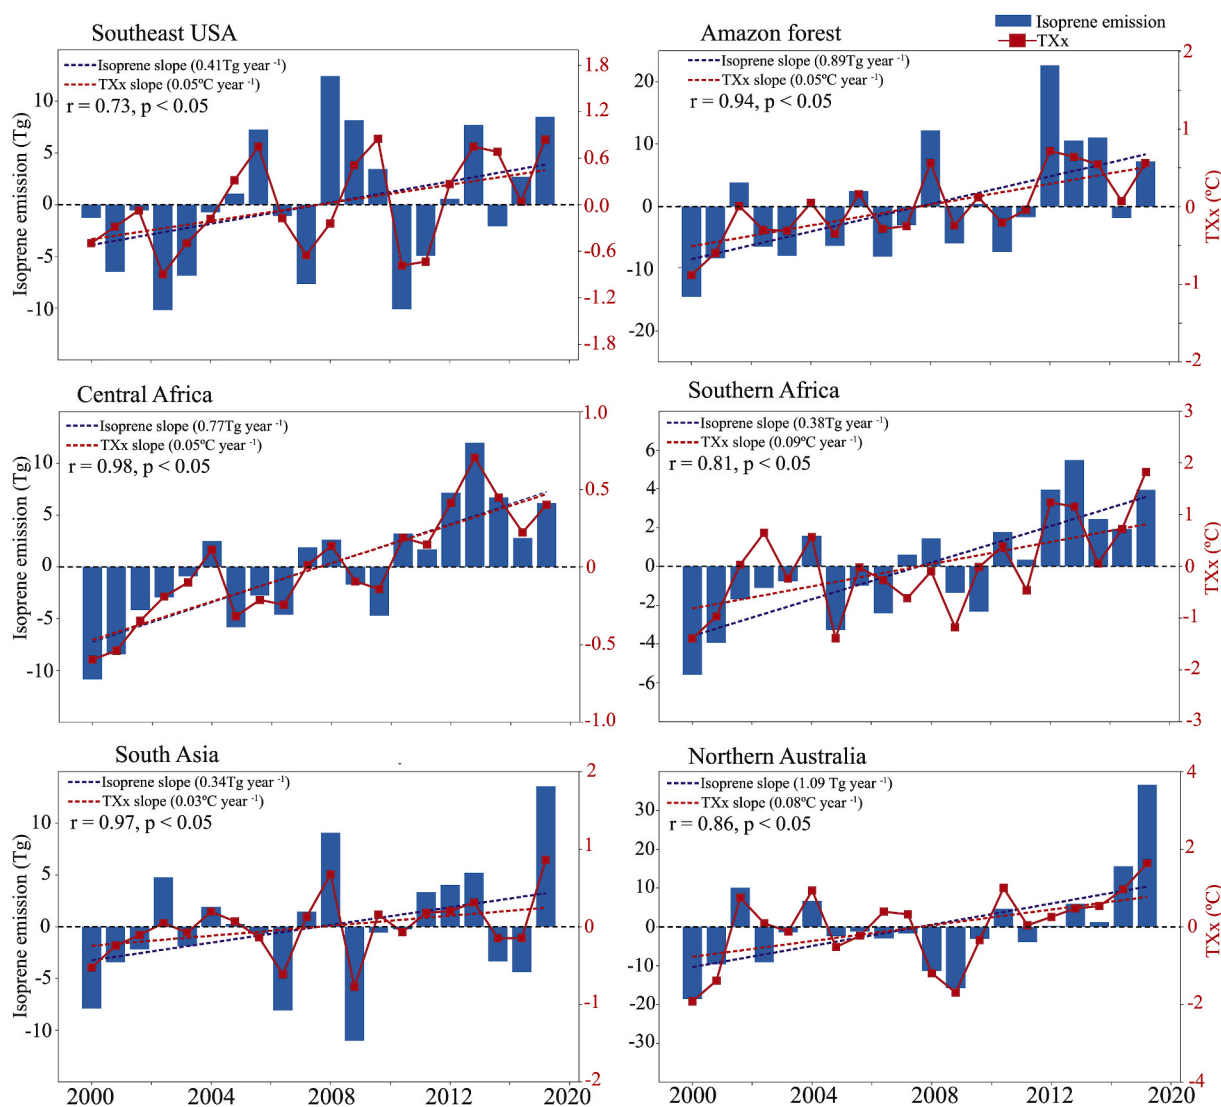 Southeast USA
Isoprene slope (0.41Tg year -1)
TXx slope (0.05ºC year -1)
r = 0.73, p < 0.05
Isoprene emission (Tg)
10
5
0
-5
-10
1.8
1.2
0.6
0.0
-0.6
-1.2
-1.8
Amazon forest
Isoprene emission
TXx
Isoprene slope (0.89Tg year -1)
TXx slope (0.05ºC year -1)
r = 0.94, p < 0.05
20
10
0
-10
-20
2
1
0
-1
-2
TXx (ºC)
Central Africa
Isoprene slope (0.77Tg year -1)
TXx slope (0.05ºC year -1)
r = 0.98, p < 0.05
Isoprene emission (Tg)
10
5
0
-5
-10
1.0
0.5
0
-0.5
-1.0
Southern Africa
Isoprene slope (0.38Tg year -1)
TXx slope (0.09ºC year -1)
r = 0.81, p < 0.05
6
4
2
0
-2
-4
-6
3
2
1
0
-1
-2
-3
TXx (ºC)
South Asia
Isoprene slope (0.34Tg year -1)
TXx slope (0.03ºC year -1)
r = 0.97, p < 0.05
Isoprene emission (Tg)
10
5
0
-5
-10
2
1
0
-1
-2
2000 2004 2008 2012 2020
Northern Australia
Isoprene slope (1.09 Tg year -1)
TXx slope (0.08ºC year -1)
r = 0.86, p < 0.05
30
20
10
0
-10
-20
-30
4
2
0
-2
-4
TXx (ºC)
2000 2004 2008 2012 2020